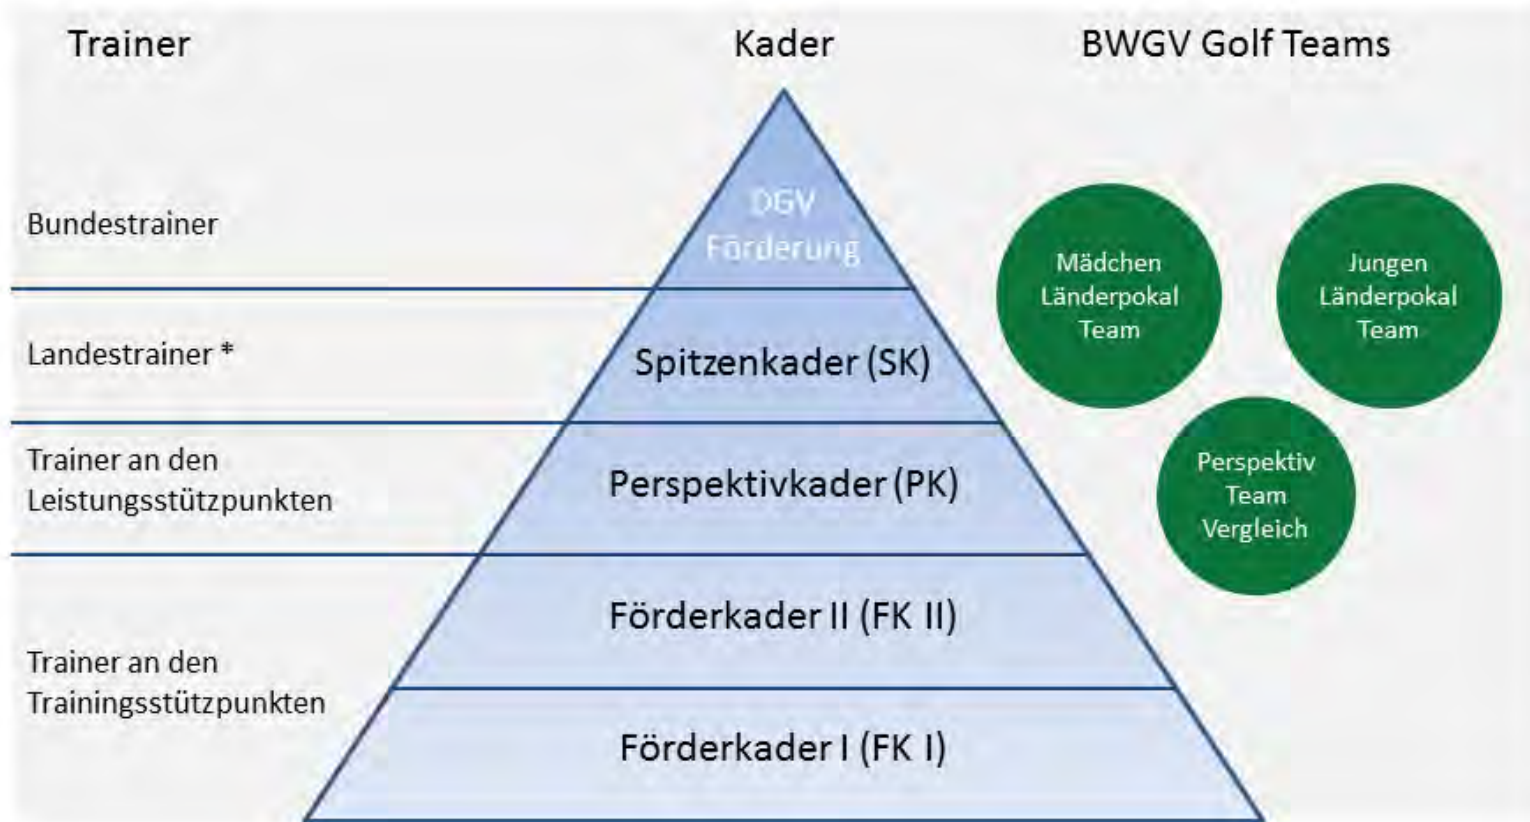 Trainer
Kader
BWGV Golf Teams
Bundestrainer
DGV
Förderung
Mädchen
Länderpokal
Team
Jungen
Länderpokal
Team
Landestrainer *
Spitzenkader (SK)
Trainer an den
Leistungsstützpunkten
Perspektivkader (PK)
Perspektiv
Team
Vergleich
Förderkader II (FK II)
Trainer an den
Trainingsstützpunkten
Förderkader I (FK I)